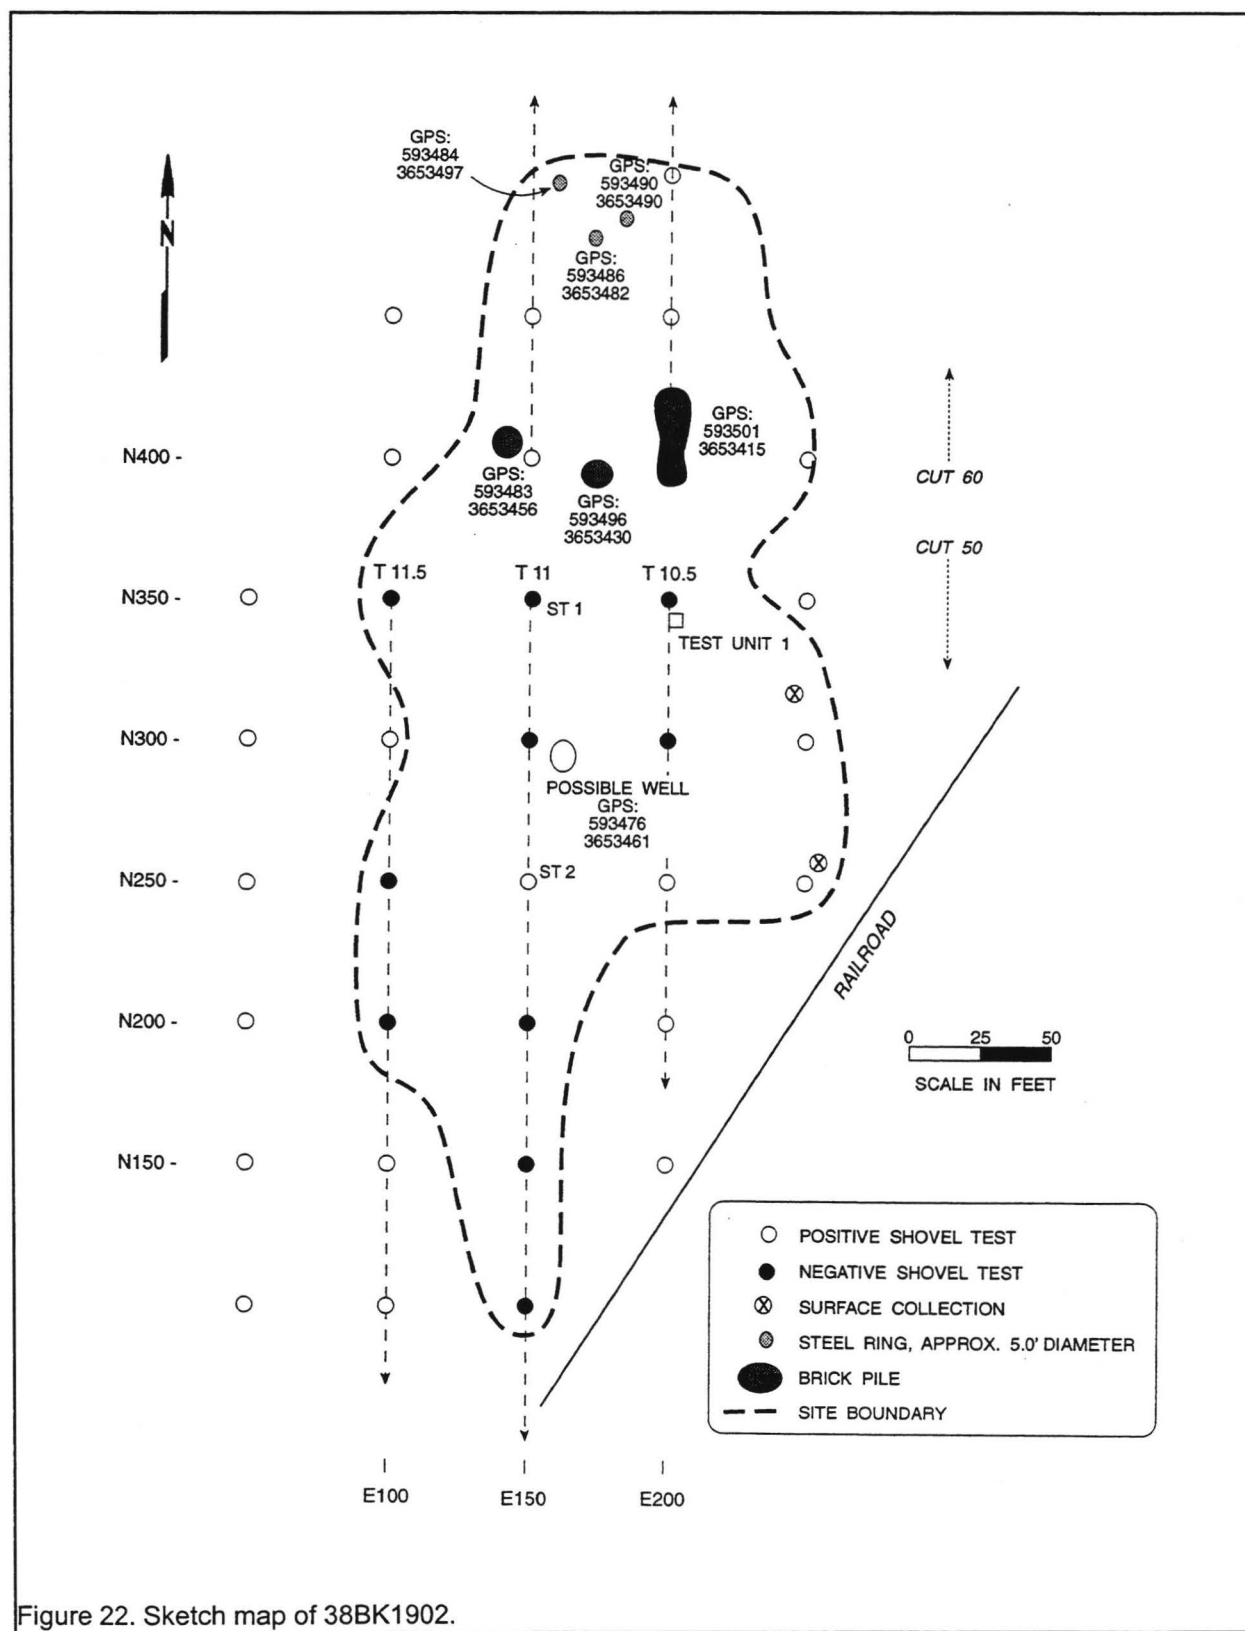 GPS:
593484
3653497
GPS:
593490
3653490
N
GPS:
593486
3653482
GPS:
593501
3653415
N400 -
GPS:
593483
3653456
GPS:
593496
3653430
CUT 60
CUT 50
T 11.5
T 11
T 10.5
N350 -
ST 1
TEST UNIT 1
N300 -
POSSIBLE WELL
GPS:
593476
3653461
N250 -
ST 2
RAILROAD
N200 -
0 25 50
SCALE IN FEET
N150 -
POSITIVE SHOVEL TEST
NEGATIVE SHOVEL TEST
SURFACE COLLECTION
STEEL RING, APPROX. 5.0' DIAMETER
BRICK PILE
SITE BOUNDARY
E100
E150
E200
Figure 22. Sketch map of 38BK1902.